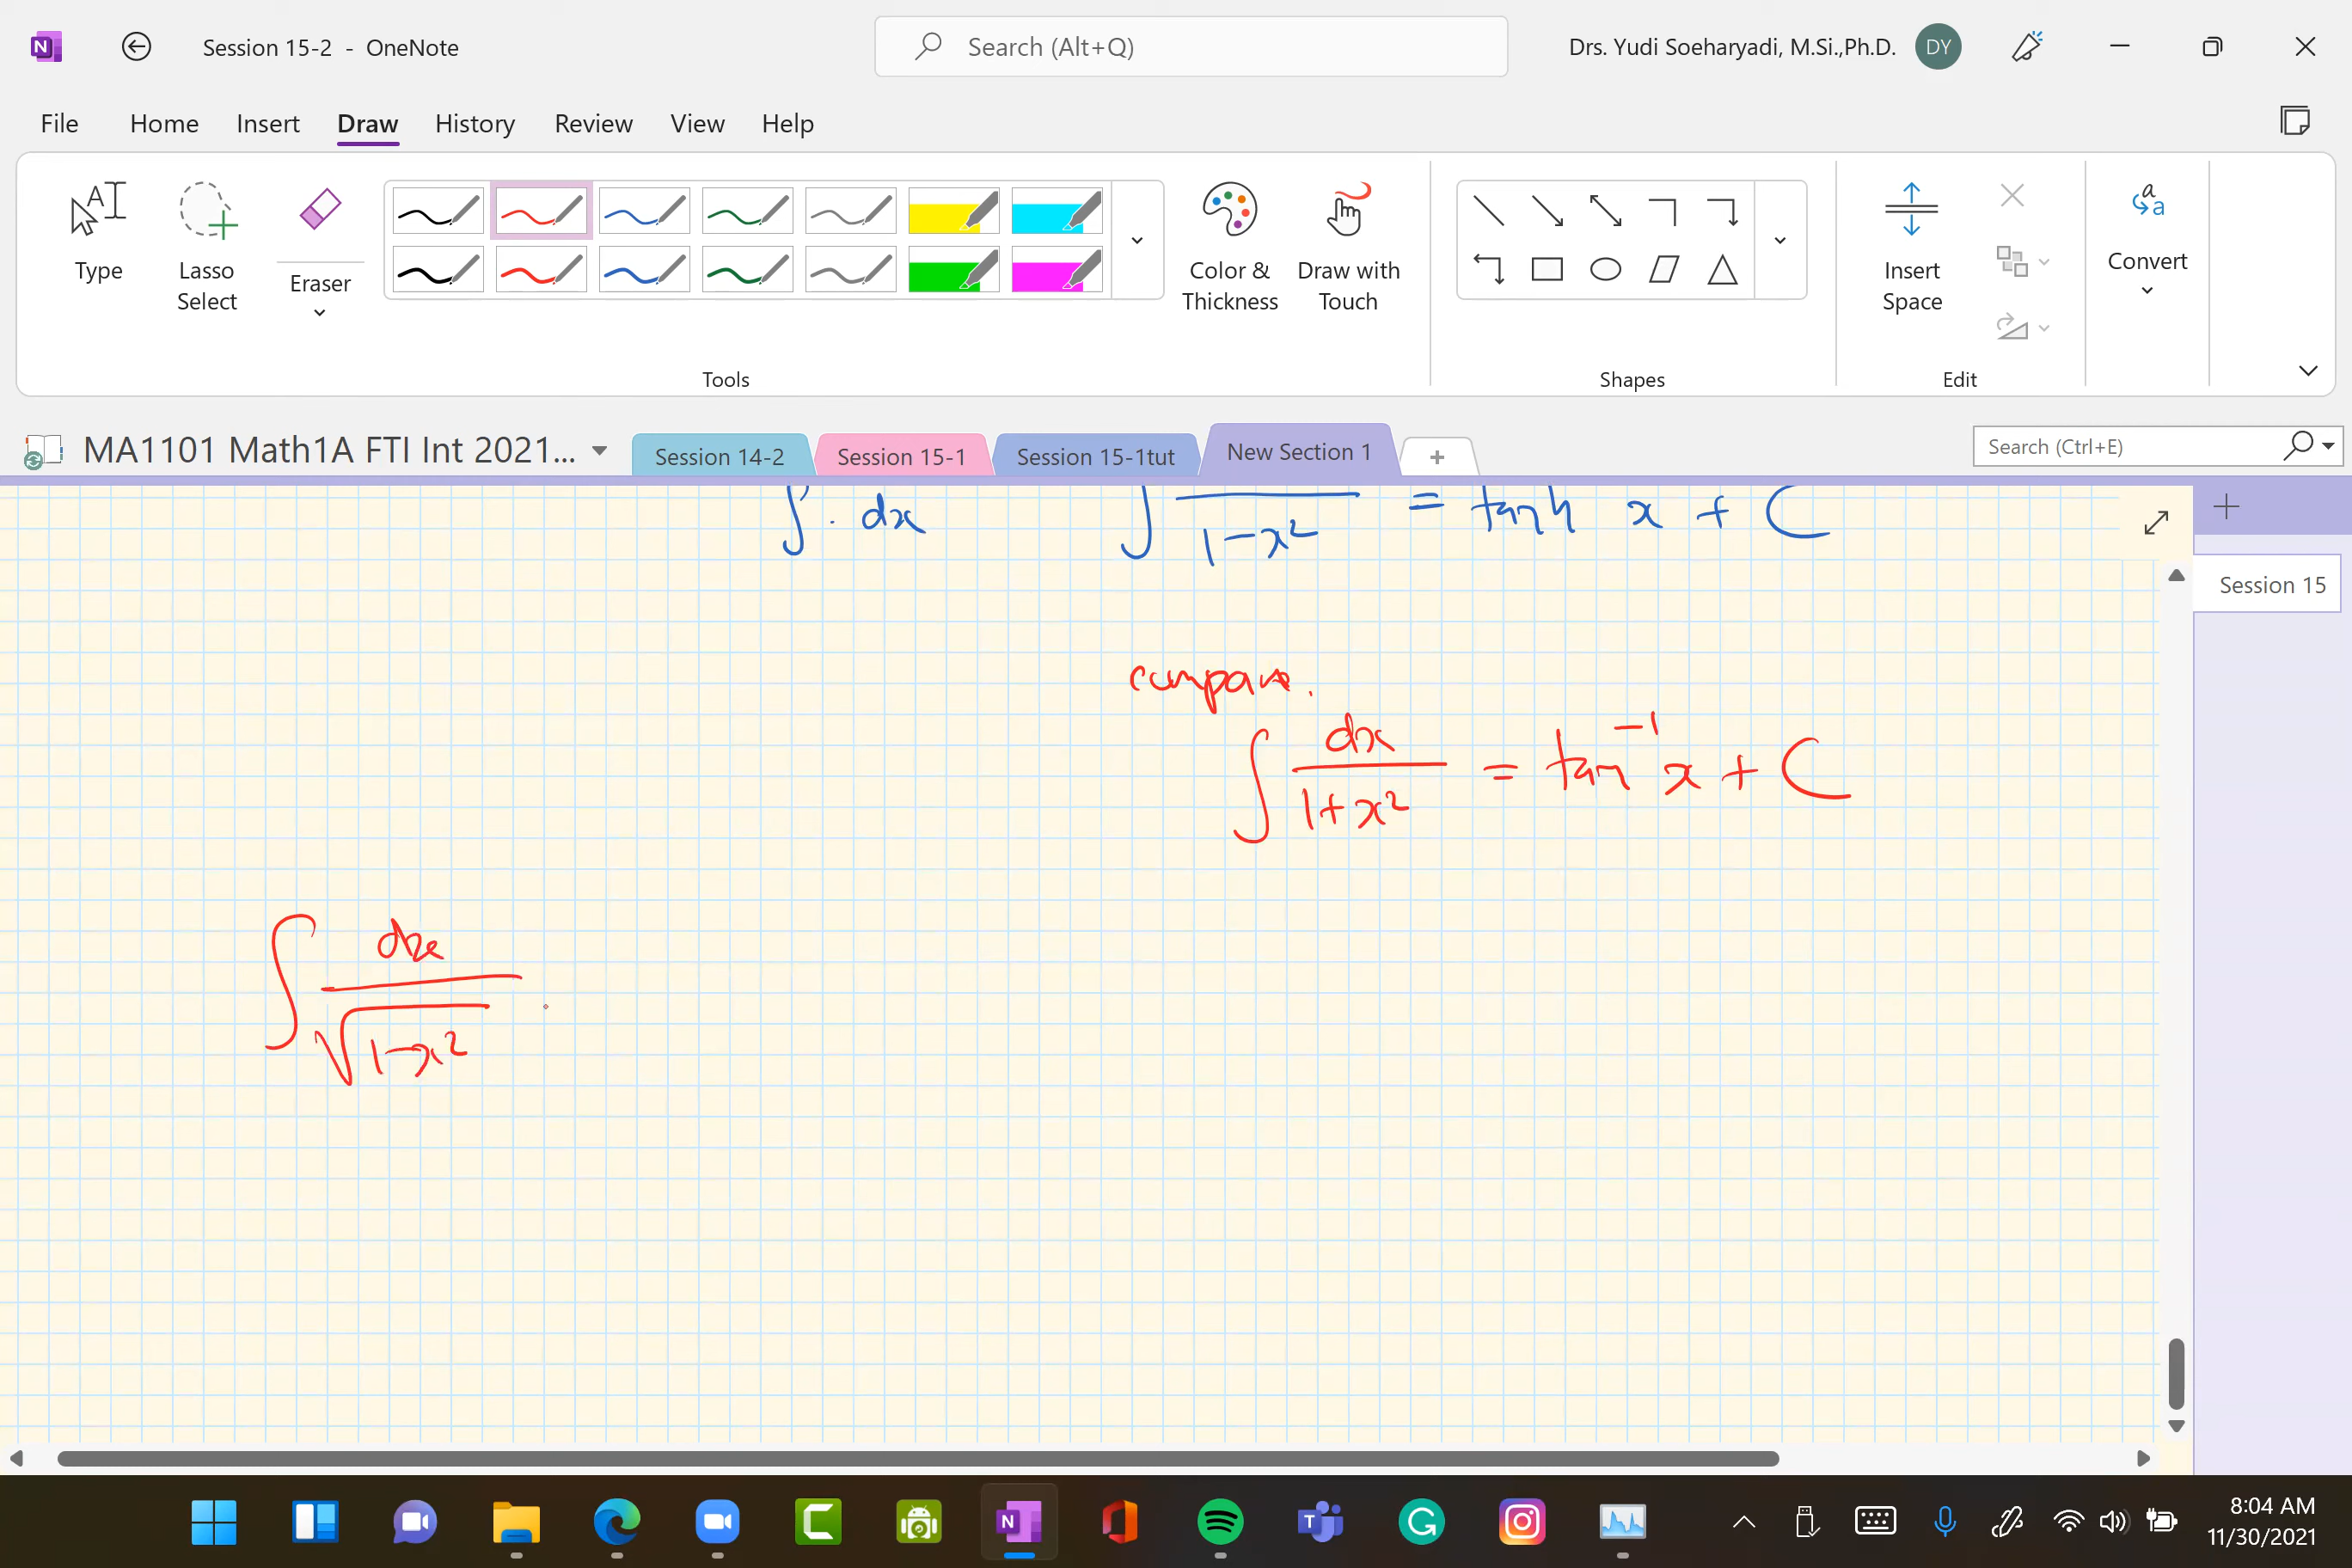 Session 15-2 - OneNote
Search (Alt+Q)
Drs. Yudi Soeharyadi, M.Si.,Ph.D.
DY
File Home Insert Draw History Review View Help
Type
Lasso Select
Eraser
Color & Thickness
Draw with Touch
Insert Space
Convert
Tools
Shapes
Edit
MA1101 Math1A FTI Int 2021...
Session 14-2
Session 15-1
Session 15-1tut
New Section 1
Search (Ctrl+E)
Session 15
∫ . dx ∫ 1-x² = tanh x + C
compare.
∫ dx / 1+x² = tan⁻¹ x + C
∫ dx / √1-x²
8:04 AM
11/30/2021